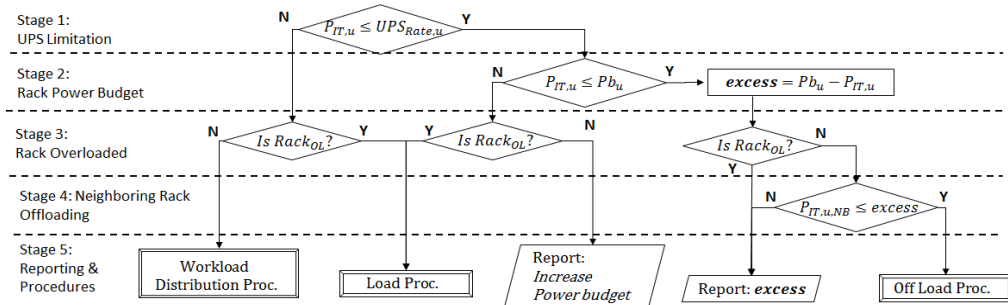 Stage 1:
UPS Limitation
P_IT,u ≤ UPS_Rate,u
N
Y
Stage 2:
Rack Power Budget
N
P_IT,u ≤ Pb_u
Y
excess = Pb_u − P_IT,u
Stage 3:
Rack Overloaded
N
Is Rack_OL?
Y
Y
Is Rack_OL?
N
Is Rack_OL?
N
Y
Stage 4: Neighboring Rack
Offloading
N
P_IT,u,NB ≤ excess
Y
Stage 5:
Reporting &
Procedures
Workload
Distribution Proc.
Load Proc.
Report:
Increase
Power budget
Report: excess
Off Load Proc.